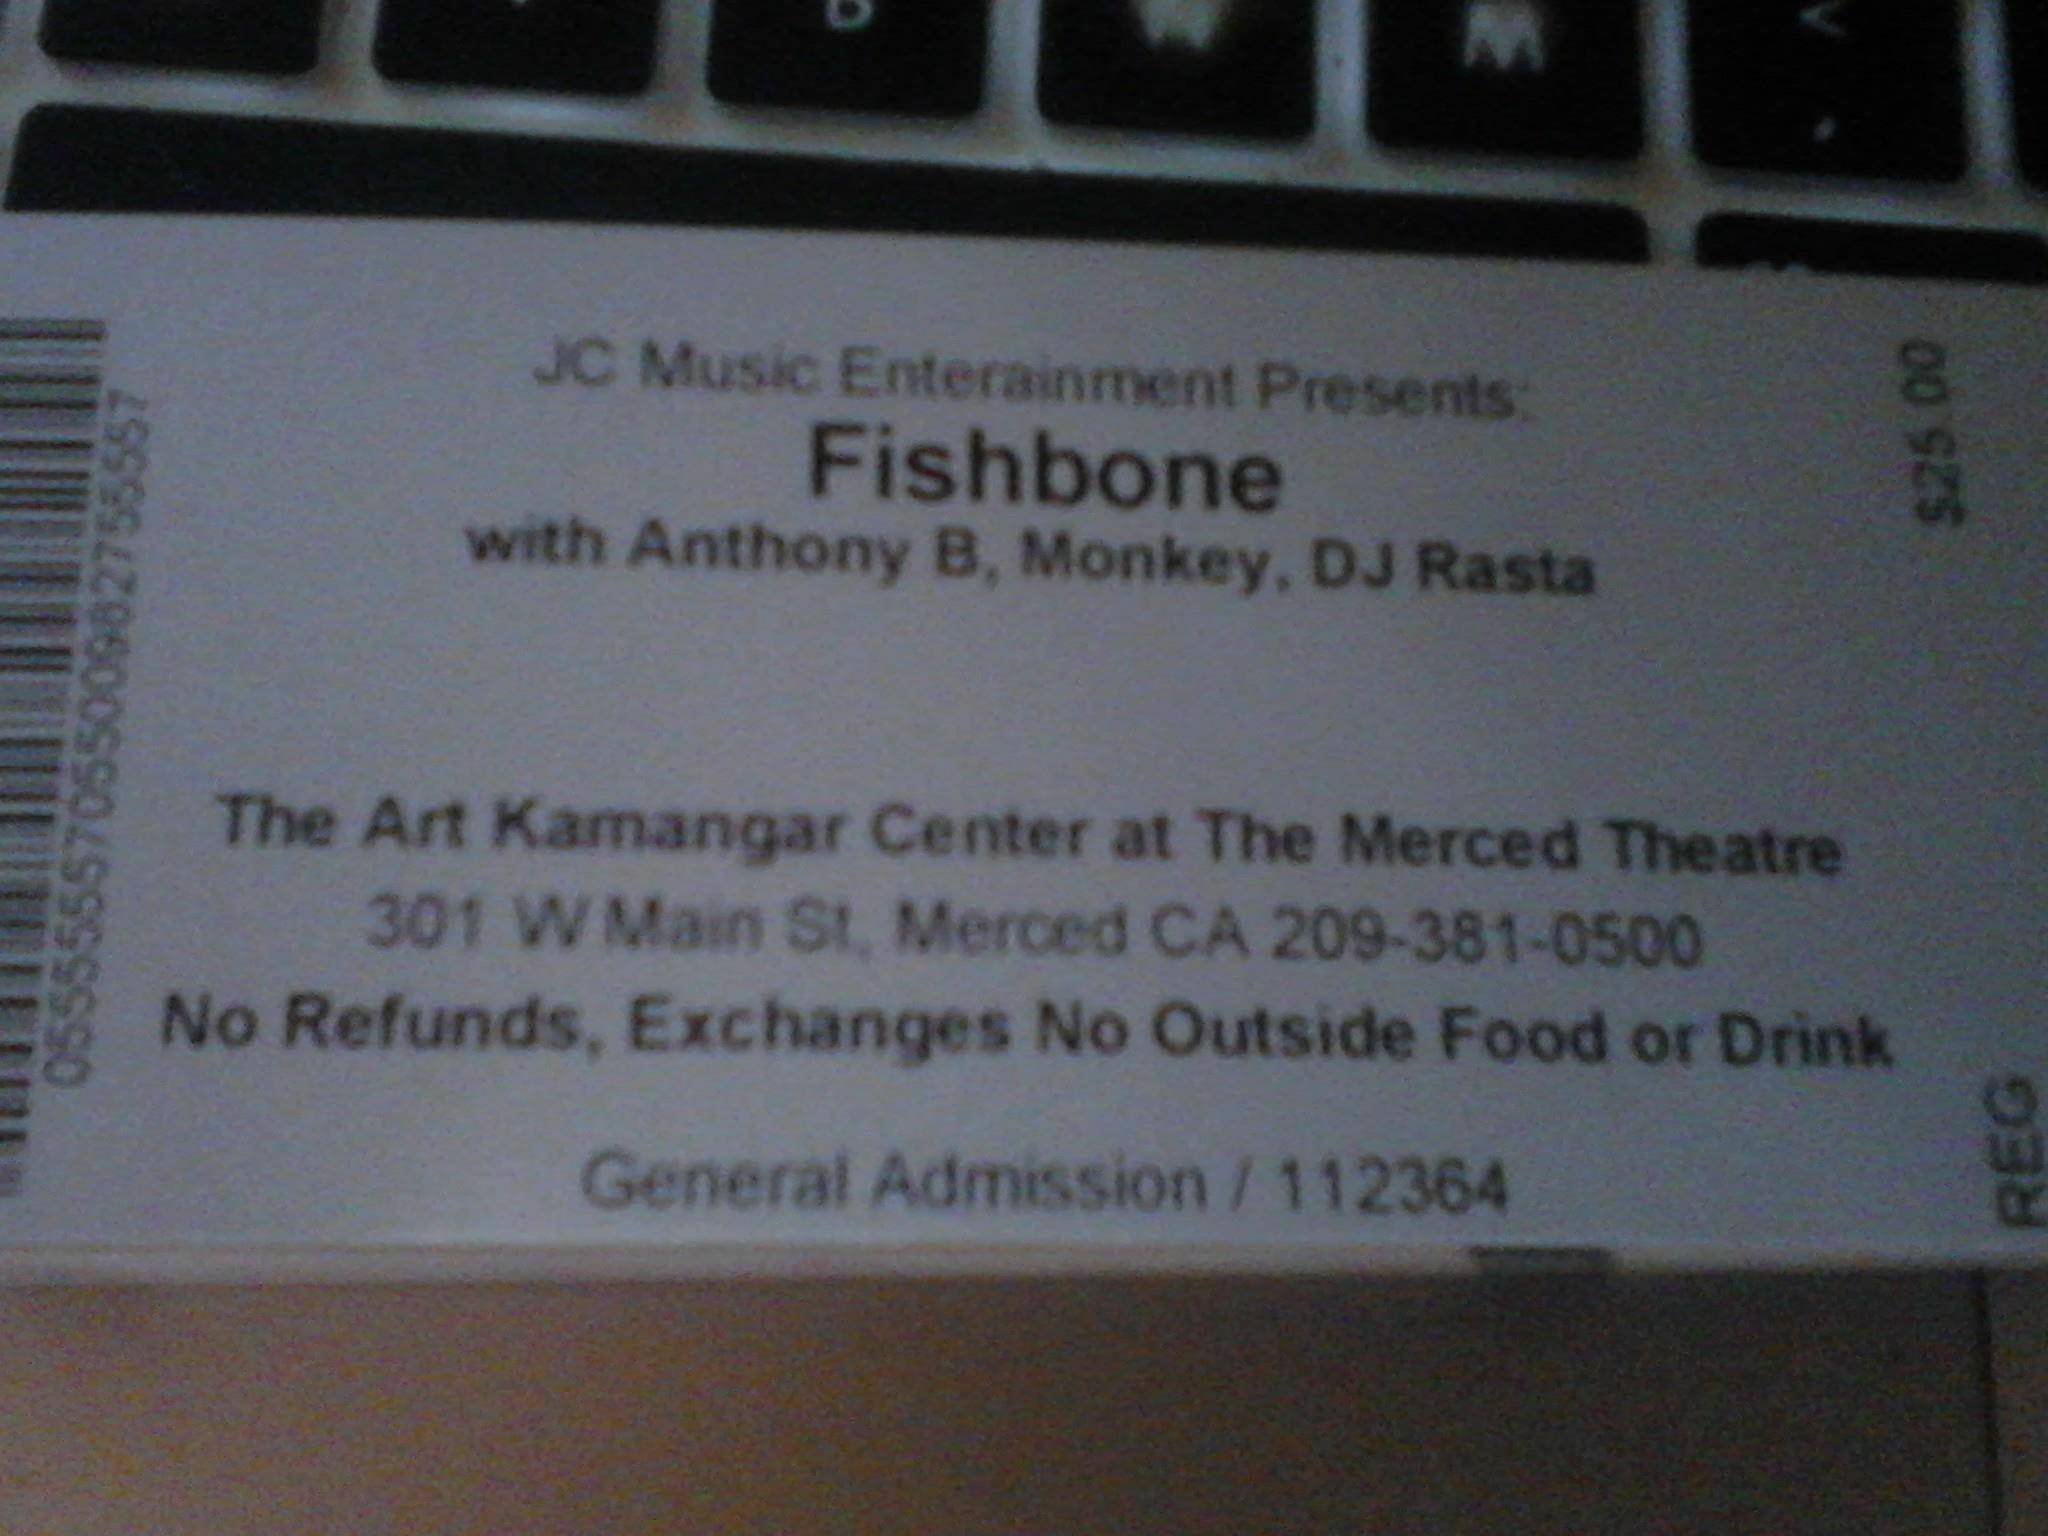 B
N
M
<
,
JC Music Enterainment Presents:
Fishbone
with Anthony B, Monkey, DJ Rasta
The Art Kamangar Center at The Merced Theatre
301 W Main St, Merced CA 209-381-0500
No Refunds, Exchanges No Outside Food or Drink
General Admission / 112364
$25.00
REG